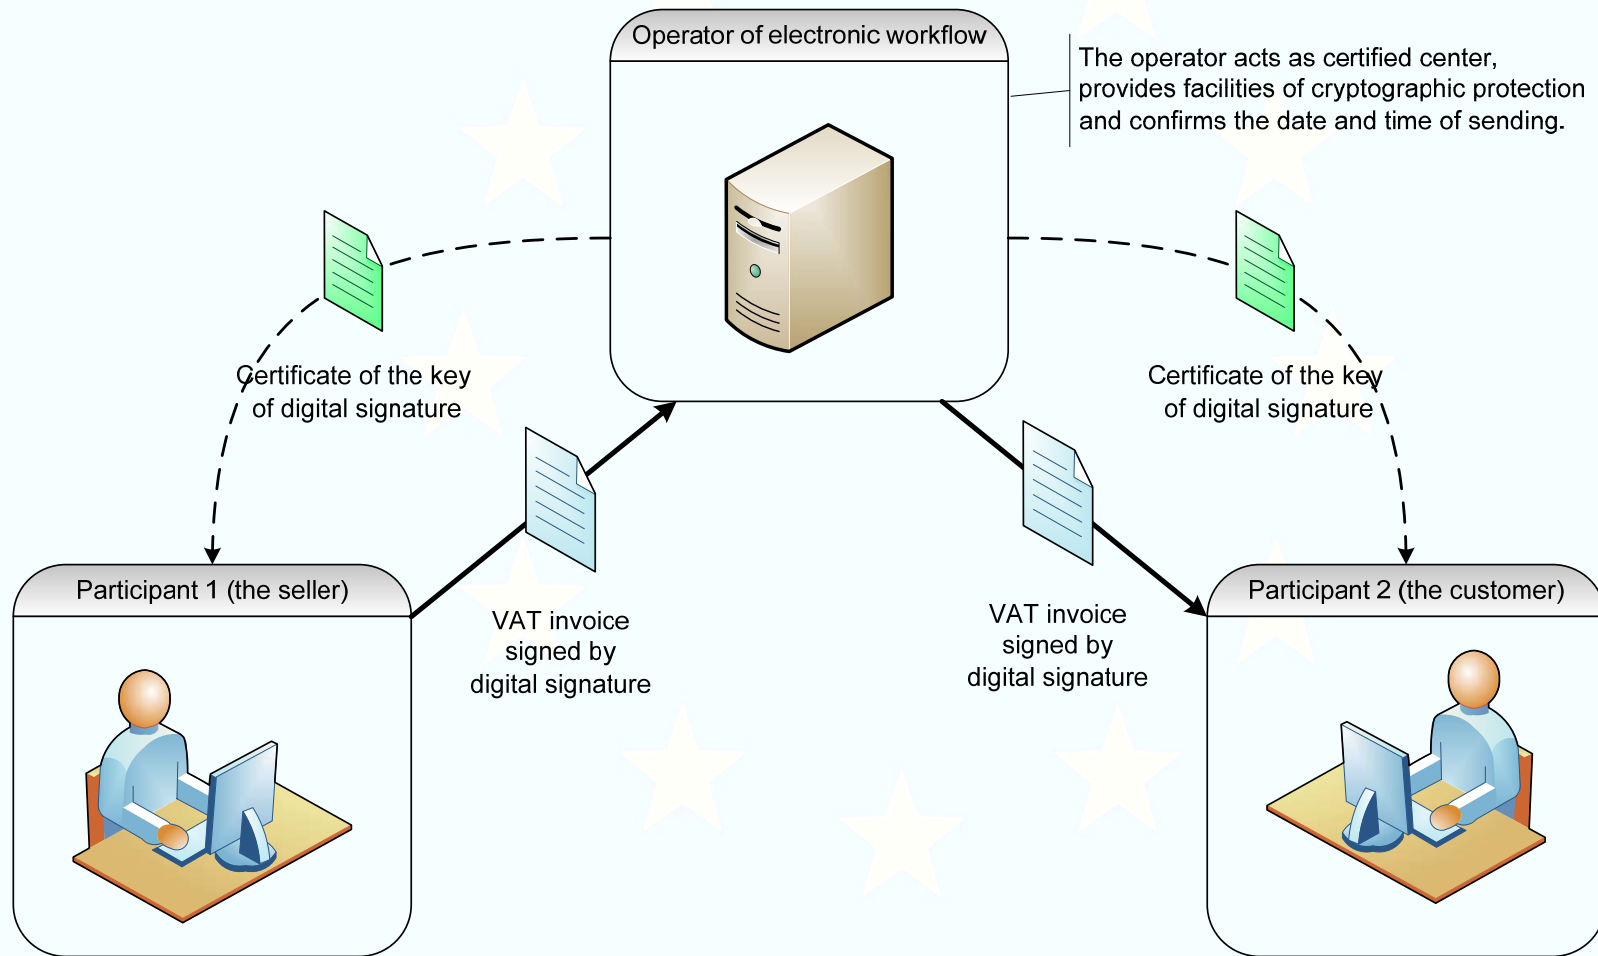 Operator of electronic workflow
The operator acts as certified center,
provides facilities of cryptographic protection
and confirms the date and time of sending.
Certificate of the key
of digital signature
Certificate of the key
of digital signature
VAT invoice
signed by
digital signature
VAT invoice
signed by
digital signature
Participant 1 (the seller)
Participant 2 (the customer)